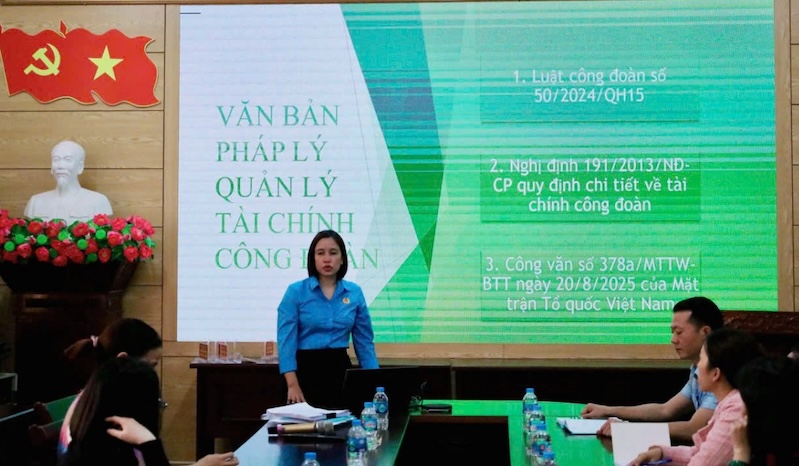 VĂN BẢN
PHÁP LÝ
QUẢN LÝ
TÀI CHÍNH
CÔNG ĐOÀN
1. Luật công đoàn số
50/2024/QH15
2. Nghị định 191/2013/NĐ-
CP quy định chi tiết về tài
chính công đoàn
3. Công văn số 378a/MTTW-
BTT ngày 20/8/2025 của Mặt
trận Tổ quốc Việt Nam